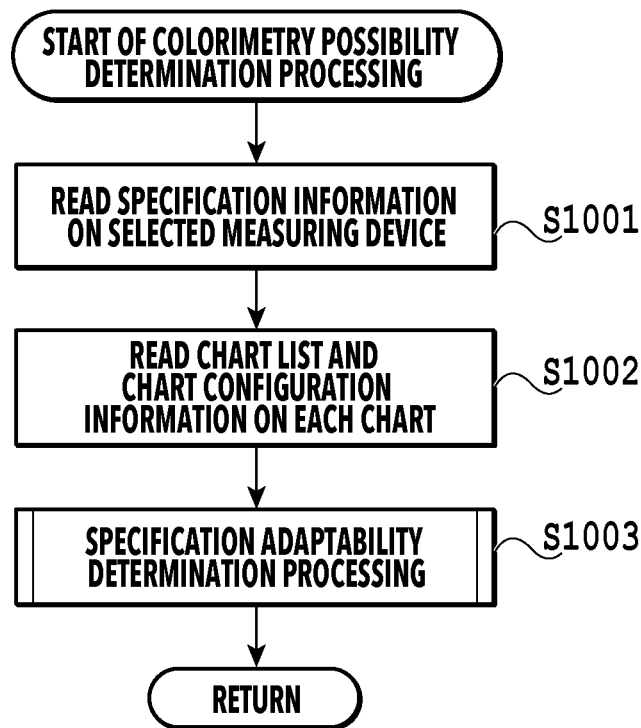 START OF COLORIMETRY POSSIBILITY
DETERMINATION PROCESSING
READ SPECIFICATION INFORMATION
ON SELECTED MEASURING DEVICE
S1001
READ CHART LIST AND
CHART CONFIGURATION
INFORMATION ON EACH CHART
S1002
SPECIFICATION ADAPTABILITY
DETERMINATION PROCESSING
S1003
RETURN